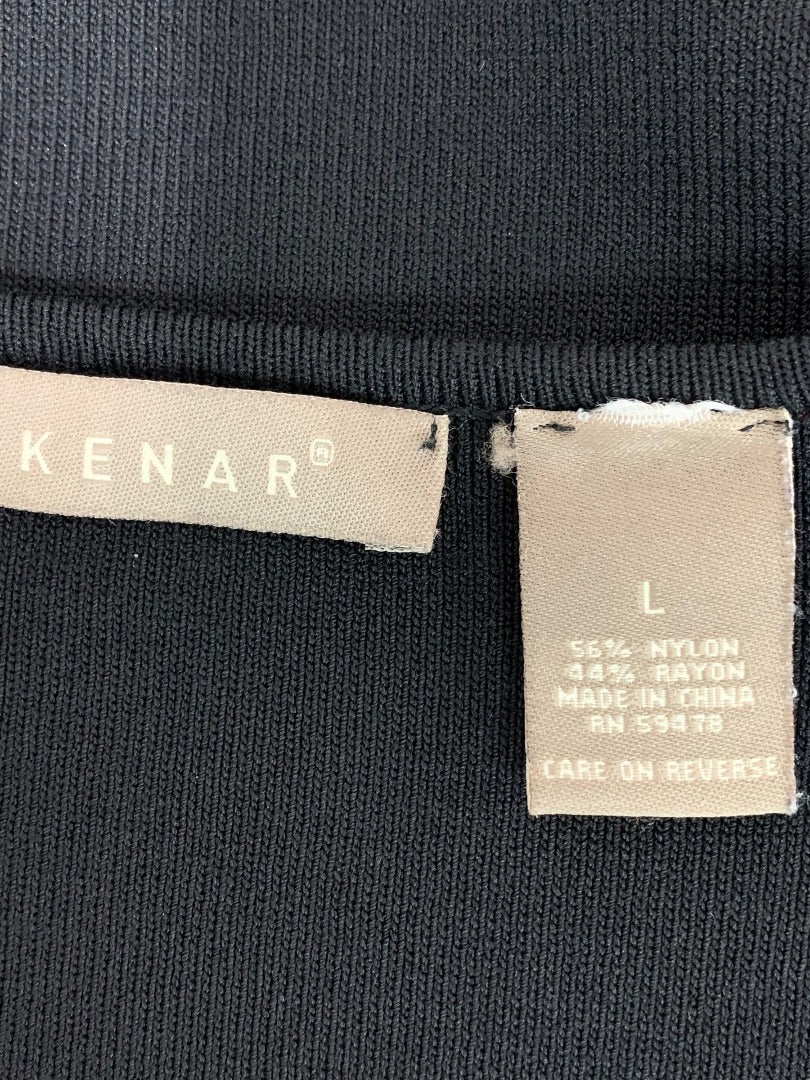 KENAR®
L
56% NYLON
44% RAYON
MADE IN CHINA
RN 59478
CARE ON REVERSE